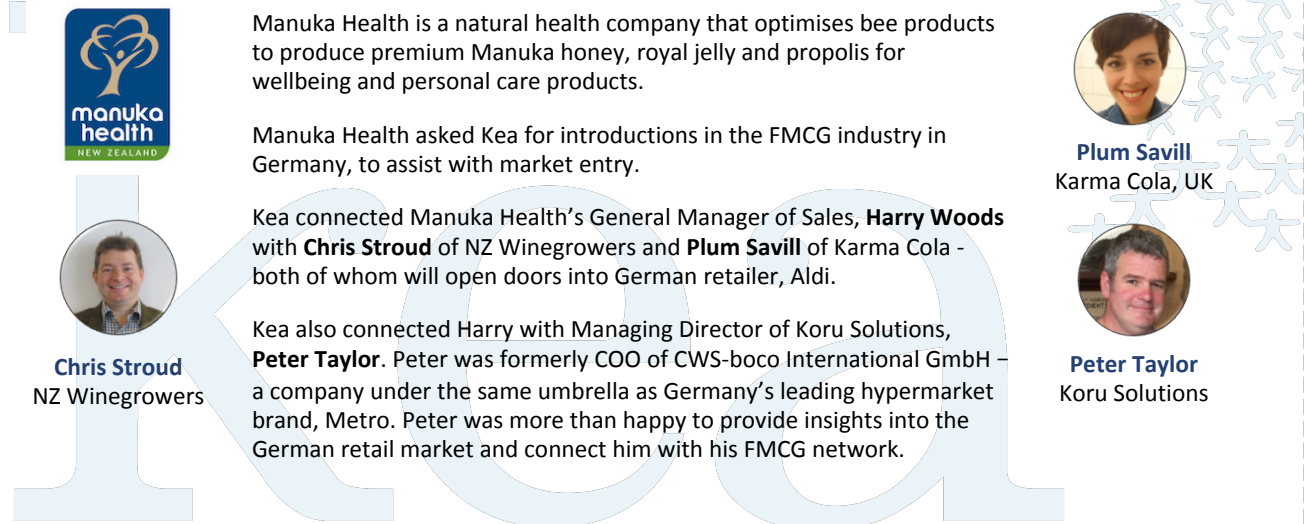 manuka
health
NEW ZEALAND
Manuka Health is a natural health company that optimises bee products
to produce premium Manuka honey, royal jelly and propolis for
wellbeing and personal care products.
Manuka Health asked Kea for introductions in the FMCG industry in
Germany, to assist with market entry.
Kea connected Manuka Health’s General Manager of Sales, Harry Woods
with Chris Stroud of NZ Winegrowers and Plum Savill of Karma Cola -
both of whom will open doors into German retailer, Aldi.
Kea also connected Harry with Managing Director of Koru Solutions,
Peter Taylor. Peter was formerly COO of CWS-boco International GmbH –
a company under the same umbrella as Germany’s leading hypermarket
brand, Metro. Peter was more than happy to provide insights into the
German retail market and connect him with his FMCG network.
Chris Stroud
NZ Winegrowers
Plum Savill
Karma Cola, UK
Peter Taylor
Koru Solutions
kea